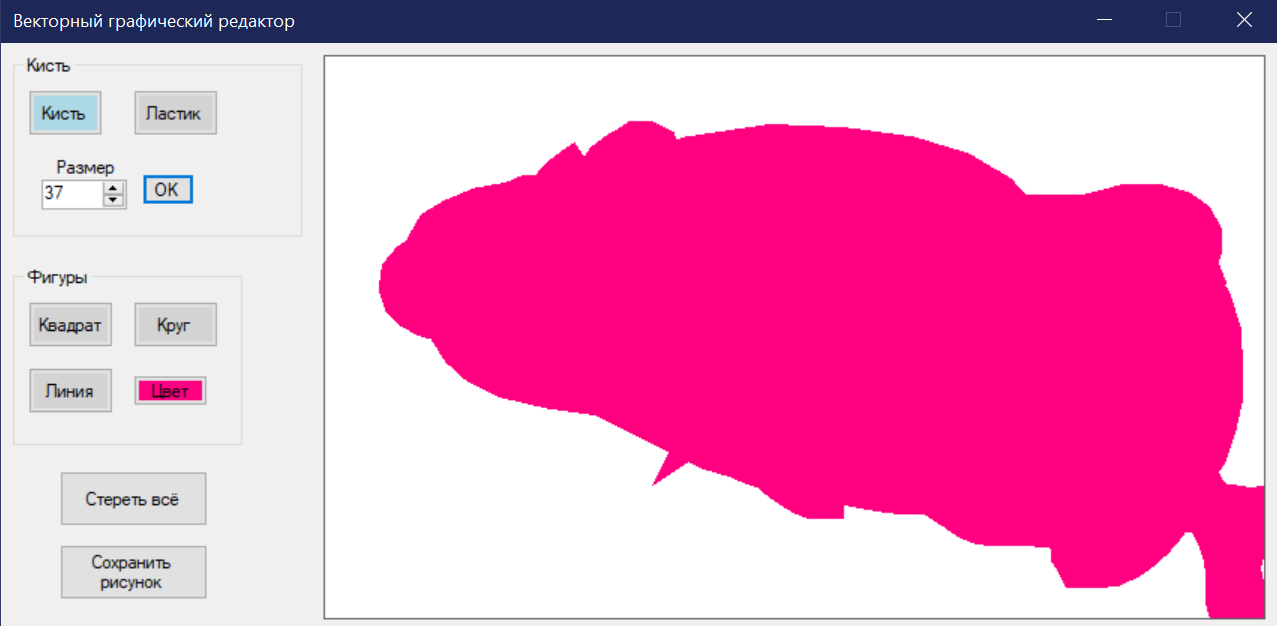 Векторный графический редактор
Кисть
Кисть
Ластик
Размер
37
OK
Фигуры
Квадрат
Круг
Линия
Цвет
Стереть всё
Сохранить
рисунок